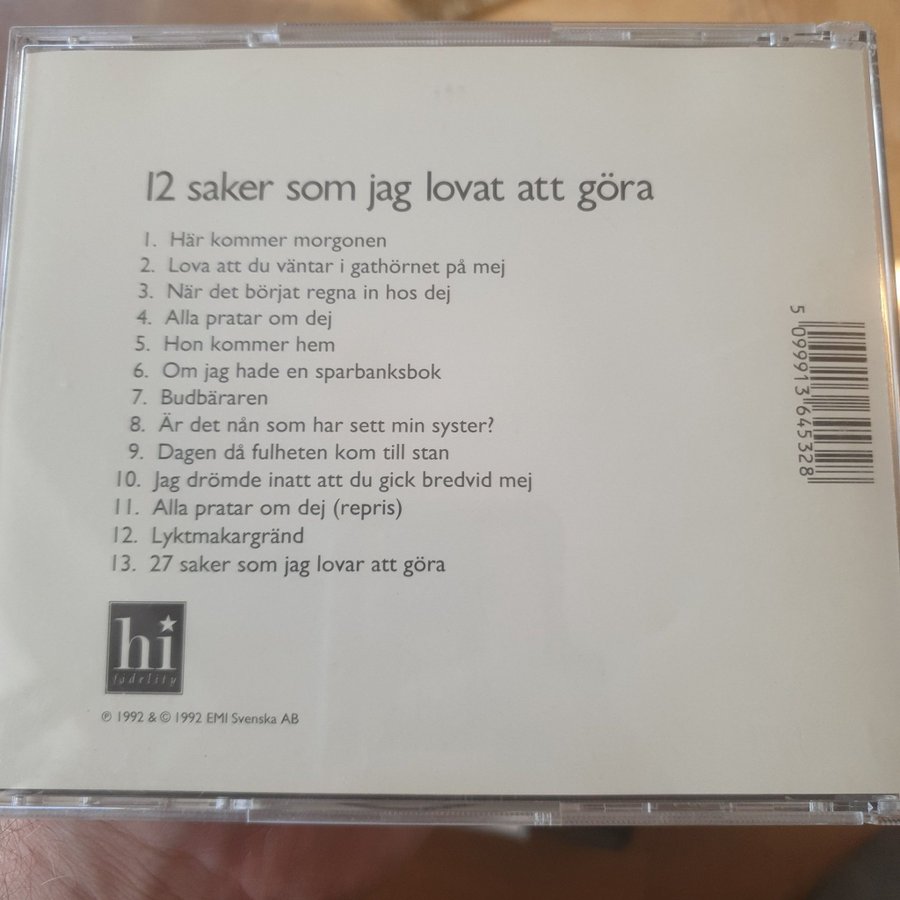 12 saker som jag lovat att göra
1. Här kommer morgonen
2. Lova att du väntar i gathörnet på mej
3. När det börjat regna in hos dej
4. Alla pratar om dej
5. Hon kommer hem
6. Om jag hade en sparbanksbok
7. Budbäraren
8. Är det nån som har sett min syster?
9. Dagen då fulheten kom till stan
10. Jag drömde inatt att du gick bredvid mej
11. Alla pratar om dej (repris)
12. Lyktmakargränd
13. 27 saker som jag lovar att göra
hi
fidelity
℗ 1992 & © 1992 EMI Svenska AB
5 099913 645328